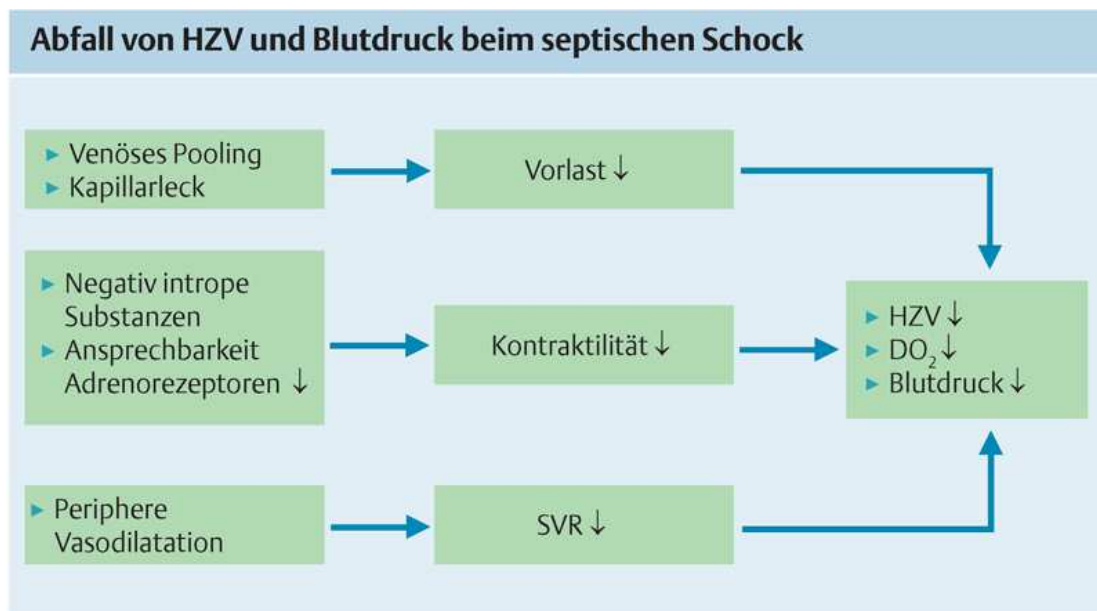 Abfall von HZV und Blutdruck beim septischen Schock
▸ Venöses Pooling
▸ Kapillarleck
Vorlast ↓
▸ Negativ intrope
Substanzen
▸ Ansprechbarkeit
Adrenorezeptoren ↓
Kontraktilität ↓
▸ HZV ↓
▸ DO₂ ↓
▸ Blutdruck ↓
▸ Periphere
Vasodilatation
SVR ↓